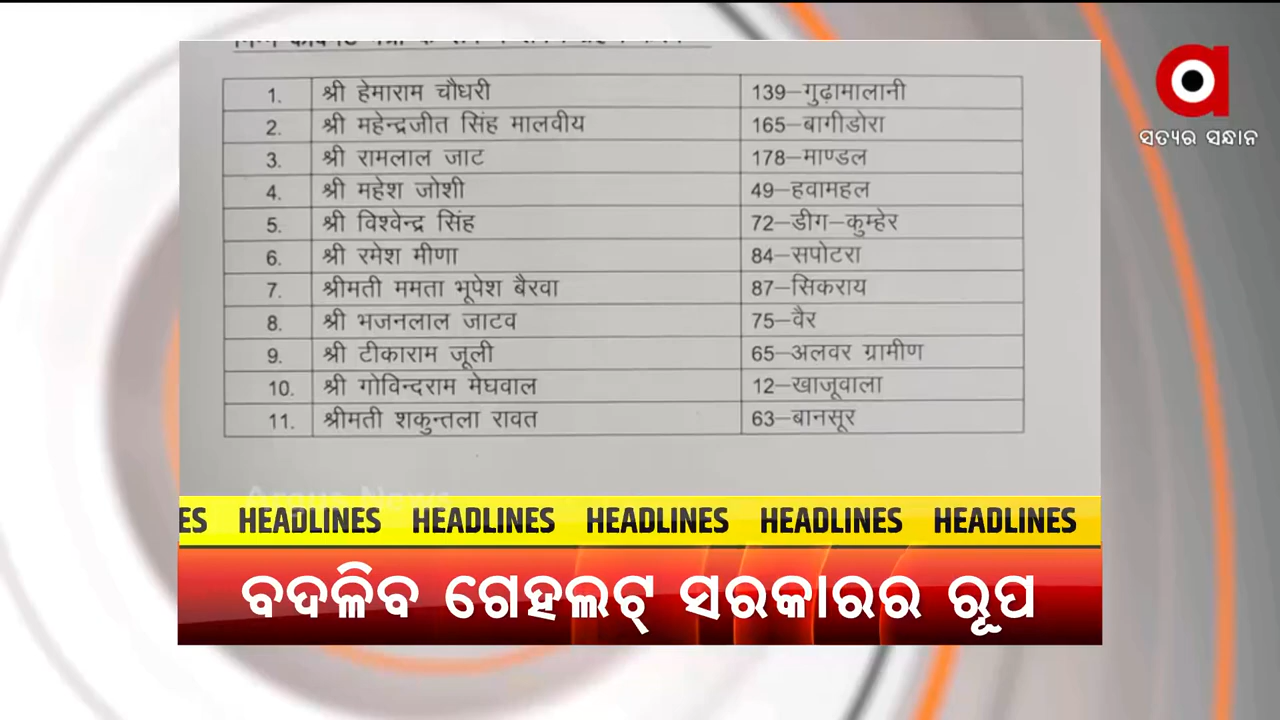 1. श्री हेमाराम चौधरी 139–गुढ़ामालानी
2. श्री महेन्द्रजीत सिंह मालवीय 165–बागीडोरा
3. श्री रामलाल जाट 178–माण्डल
4. श्री महेश जोशी 49–हवामहल
5. श्री विश्वेन्द्र सिंह 72–डीग–कुम्हेर
6. श्री रमेश मीणा 84–सपोटरा
7. श्रीमती ममता भूपेश बैरवा 87–सिकराय
8. श्री भजनलाल जाटव 75–वैर
9. श्री टीकाराम जूली 65–अलवर ग्रामीण
10. श्री गोविन्दराम मेघवाल 12–खाजूवाला
11. श्रीमती शकुन्तला रावत 63–बानसूर
ସତ୍ୟର ସନ୍ଧାନ
Argus News
ES HEADLINES HEADLINES HEADLINES HEADLINES HEADLINES
ବଦଳିବ ଗେହଲଟ୍ ସରକାରର ରୂପ